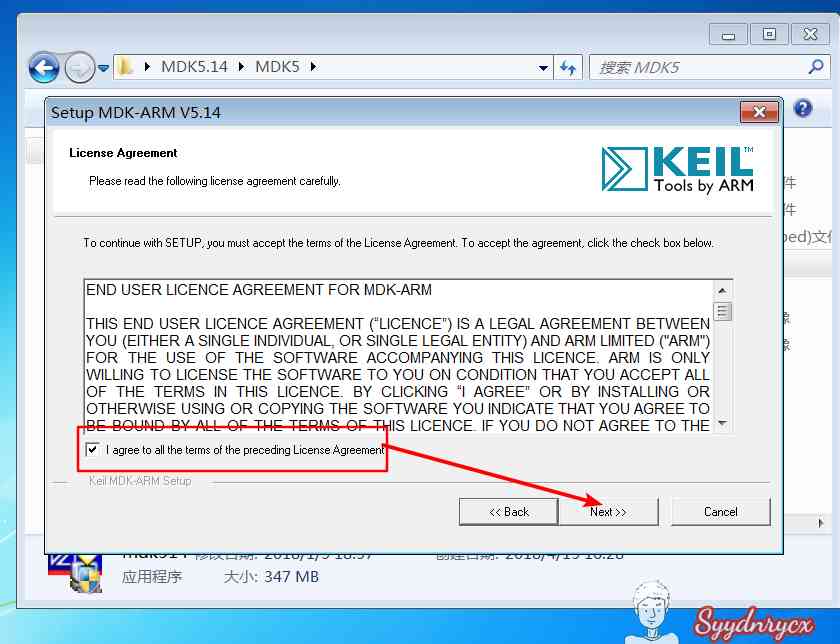 MDK5.14 MDK5
搜索 MDK5
Setup MDK-ARM V5.14
License Agreement
Please read the following license agreement carefully.
KEIL™
Tools by ARM
件
件
ped)文件
To continue with SETUP, you must accept the terms of the License Agreement. To accept the agreement, click the check box below.
END USER LICENCE AGREEMENT FOR MDK-ARM
THIS END USER LICENCE AGREEMENT (“LICENCE”) IS A LEGAL AGREEMENT BETWEEN
YOU (EITHER A SINGLE INDIVIDUAL, OR SINGLE LEGAL ENTITY) AND ARM LIMITED ("ARM")
FOR THE USE OF THE SOFTWARE ACCOMPANYING THIS LICENCE. ARM IS ONLY
WILLING TO LICENSE THE SOFTWARE TO YOU ON CONDITION THAT YOU ACCEPT ALL
OF THE TERMS IN THIS LICENCE. BY CLICKING “I AGREE” OR BY INSTALLING OR
OTHERWISE USING OR COPYING THE SOFTWARE YOU INDICATE THAT YOU AGREE TO
BE BOUND BY ALL OF THE TERMS OF THIS LICENCE. IF YOU DO NOT AGREE TO THE
I agree to all the terms of the preceding License Agreement
Keil MDK-ARM Setup
<< Back
Next >>
Cancel
mdk514 修改日期: 2018/1/9 18:57 创建日期: 2018/4/19 16:28
应用程序 大小: 347 MB
Syydnrycx